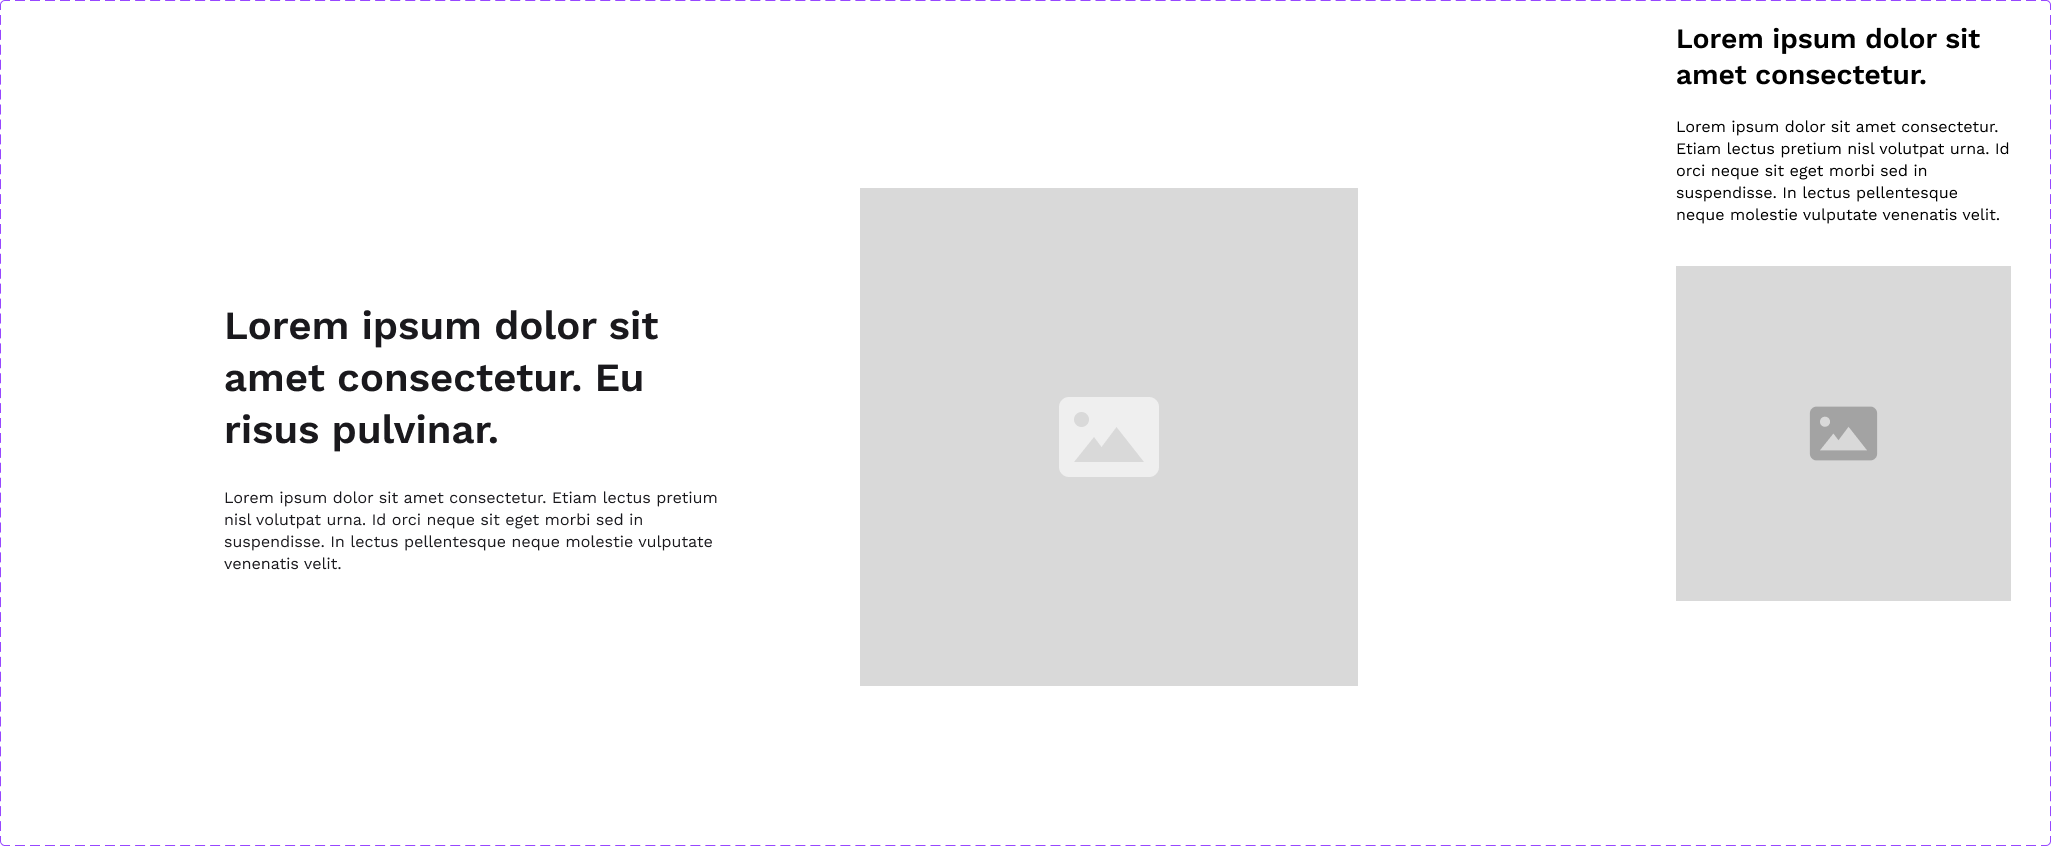 Lorem ipsum dolor sit
amet consectetur. Eu
risus pulvinar.
Lorem ipsum dolor sit amet consectetur. Etiam lectus pretium
nisl volutpat urna. Id orci neque sit eget morbi sed in
suspendisse. In lectus pellentesque neque molestie vulputate
venenatis velit.
Lorem ipsum dolor sit
amet consectetur.
Lorem ipsum dolor sit amet consectetur.
Etiam lectus pretium nisl volutpat urna. Id
orci neque sit eget morbi sed in
suspendisse. In lectus pellentesque
neque molestie vulputate venenatis velit.